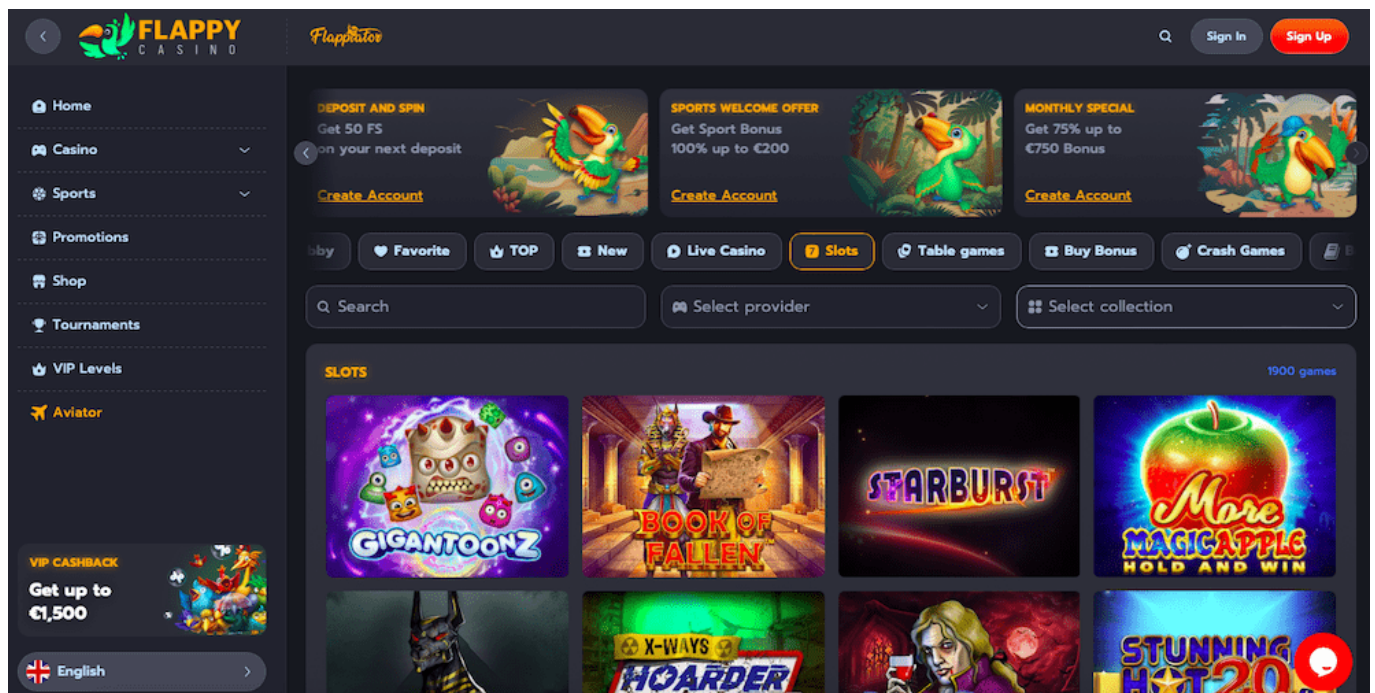 FLAPPY
CASINO
Flappiator
Sign In
Sign Up
Home
Casino
Sports
Promotions
Shop
Tournaments
VIP Levels
Aviator
VIP CASHBACK
Get up to
€1,500
English
DEPOSIT AND SPIN
Get 50 FS
on your next deposit
Create Account
SPORTS WELCOME OFFER
Get Sport Bonus
100% up to €200
Create Account
MONTHLY SPECIAL
Get 75% up to
€750 Bonus
Create Account
bby
Favorite
TOP
New
Live Casino
7 Slots
Table games
Buy Bonus
Crash Games
Search
Select provider
Select collection
SLOTS
1900 games
GIGANTOONZ
BOOK OF
FALLEN
STARBURST
More
MAGIC APPLE
HOLD AND WIN
X-WAYS
HOARDER
STUNNING
HOT 20